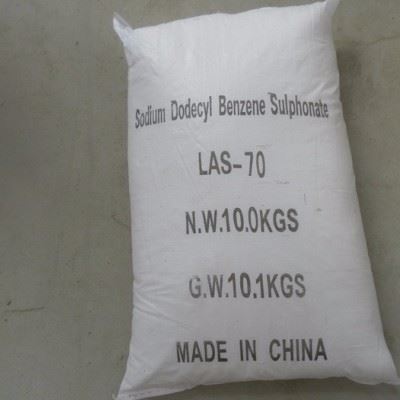 Sodium Dodecyl Benzene Sulphonate
LAS-70
N.W.10.0KGS
G.W.10.1KGS
MADE IN CHINA